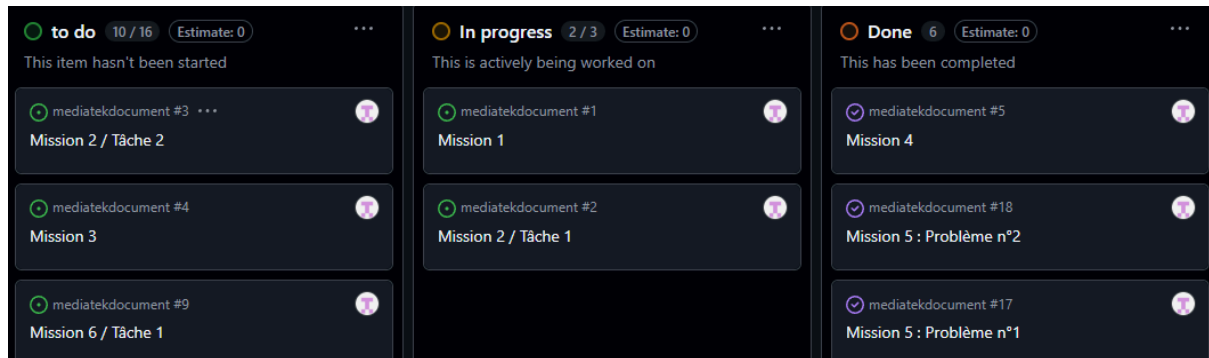 to do 10 / 16 Estimate: 0 ...
This item hasn't been started
mediatekdocument #3 ...
Mission 2 / Tâche 2
mediatekdocument #4
Mission 3
mediatekdocument #9
Mission 6 / Tâche 1
In progress 2 / 3 Estimate: 0 ...
This is actively being worked on
mediatekdocument #1
Mission 1
mediatekdocument #2
Mission 2 / Tâche 1
Done 6 Estimate: 0 ...
This has been completed
mediatekdocument #5
Mission 4
mediatekdocument #18
Mission 5 : Problème n°2
mediatekdocument #17
Mission 5 : Problème n°1